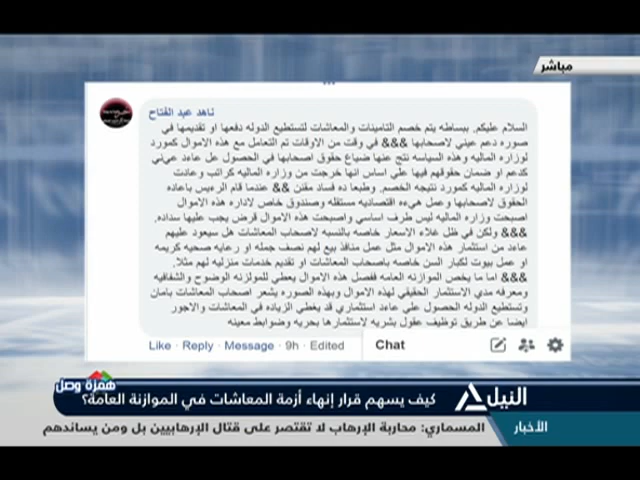 مباشر
ناهد عبد الفتاح
السلام عليكم. ببساطه يتم خصم التامينات والمعاشات لتستطيع الدوله دفعها او تقديمها في
صوره دعم عيني لاصحابها &&& في وقت من الاوقات تم التعامل مع هذه الاموال كمورد
لوزاره الماليه وهذه السياسه نتج عنها ضياع حقوق اصحابها في الحصول عل عاءد عيني
كدعم او ضمان حقوقهم فيها علي اساس انها خرجت من وزاره الماليه كراتب وعادت
لوزاره الماليه كمورد نتيجه الخصم. وطبعا ده فساد مقنن && عندما قام الرءيس باعاده
الحقوق لاصحابها وعمل هيءه اقتصاديه مستقله وصندوق خاص لاداره هذه الاموال
اصبحت وزاره الماليه ليس طرف اساسي واصبحت هذه الاموال قرض يجب عليها سداده.
&&& ولكن في ظل غلاء الاسعار خاصه بالنسبه لاصحاب المعاشات هل سيعود عليهم
عاءد من استثمار هذه الاموال مثل عمل منافذ بيع لهم نصف جمله او رعايه صحيه كريمه
او عمل بيوت لكبار السن خاصه باصحاب المعاشات او تقديم خدمات منزليه لهم مثلا.
&&& اما ما يخص الموازنه العامه ففصل هذه الاموال يعطي للموازنه الوضوح والشفافيه
ومعرفه مدي الاستثمار الحقيقي لهذه الاموال وبهذه الصوره يشعر اصحاب المعاشات بامان
وتستطيع الدوله الحصول علي عاءد استثماري قد يغطي الزياده في المعاشات والاجور
ايضا عن طريق توظيف عقول بشريه لاستثمارها بحريه وضوابط معينه
Like · Reply · Message · 9h · Edited
Chat
همزة وصل
النيل
كيف يسهم قرار إنهاء أزمة المعاشات في الموازنة العامة؟
الأخبار
المسماري: محاربة الإرهاب لا تقتصر على قتال الإرهابيين بل ومن يساندهم